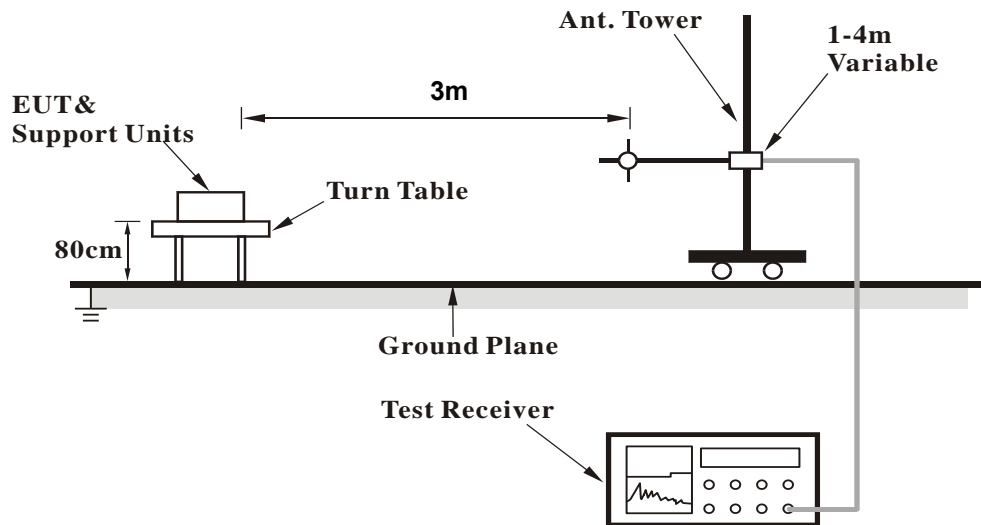 Ant. Tower
1-4m
Variable
3m
EUT&
Support Units
Turn Table
80cm
Ground Plane
Test Receiver